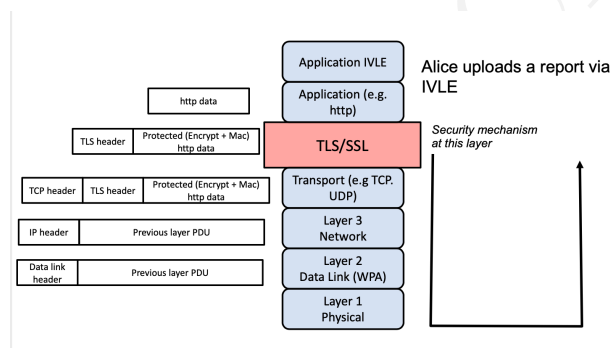 Application IVLE
Alice uploads a report via
IVLE
http data
Application (e.g.
http)
Security mechanism
at this layer
TLS header
Protected (Encrypt + Mac)
http data
TLS/SSL
TCP header
TLS header
Protected (Encrypt + Mac)
http data
Transport (e.g TCP.
UDP)
IP header
Previous layer PDU
Layer 3
Network
Data link
header
Previous layer PDU
Layer 2
Data Link (WPA)
Layer 1
Physical